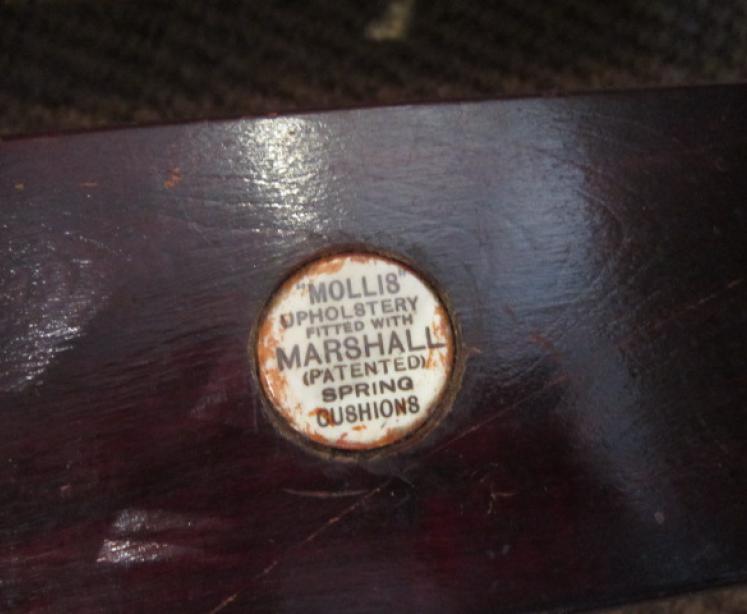 "MOLLIS"
UPHOLSTERY
FITTED WITH
MARSHALL
(PATENTED)
SPRING
CUSHIONS